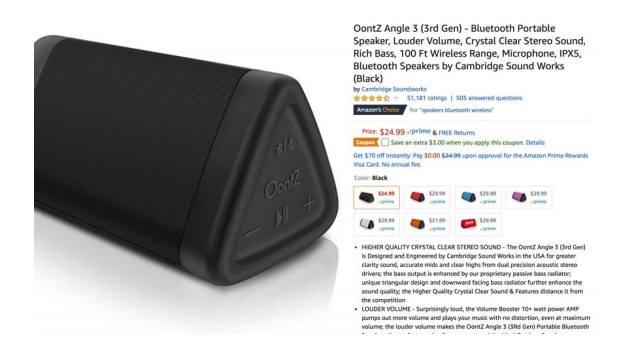 OontZ
OontZ Angle 3 (3rd Gen) - Bluetooth Portable
Speaker, Louder Volume, Crystal Clear Stereo Sound,
Rich Bass, 100 Ft Wireless Range, Microphone, IPX5,
Bluetooth Speakers by Cambridge Sound Works
(Black)
by Cambridge Soundworks
51,181 ratings | 505 answered questions
Amazon's Choice for "speakers bluetooth wireless"
Price: $24.99 prime & FREE Returns
Coupon Save an extra $3.00 when you apply this coupon. Details
Get $70 off instantly: Pay $0.00 $24.99 upon approval for the Amazon Prime Rewards
Visa Card. No annual fee.
Color: Black
$24.99 $29.99 $29.99 $29.99
prime prime prime prime
$29.99 $21.99 $29.99
prime prime prime
• HIGHER QUALITY CRYSTAL CLEAR STEREO SOUND - The OontZ Angle 3 (3rd Gen)
is Designed and Engineered by Cambridge Sound Works in the USA for greater
clarity sound, accurate mids and clear highs from dual precision acoustic stereo
drivers; the bass output is enhanced by our proprietary passive bass radiator;
unique triangular design and downward facing bass radiator further enhance the
sound quality; the Higher Quality Crystal Clear Sound & Features distance it from
the competition
• LOUDER VOLUME - Surprisingly loud, the Volume Booster 10+ watt power AMP
pumps out more volume and plays your music with no distortion, even at maximum
volume; the louder volume makes the OontZ Angle 3 (3RD Gen) Portable Bluetooth